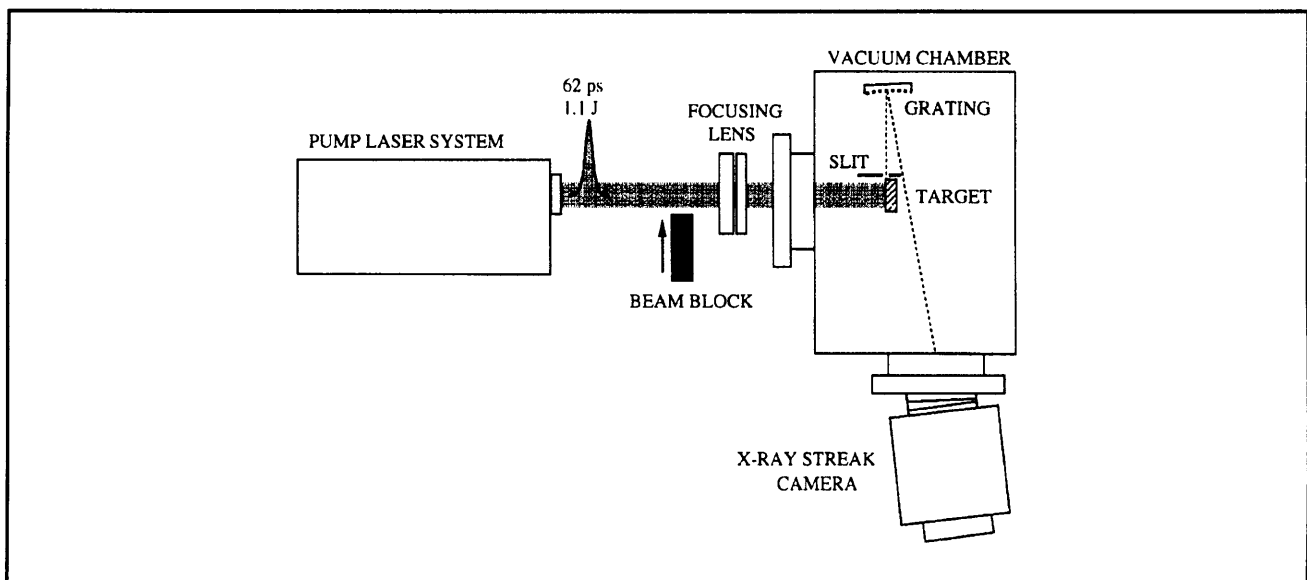 VACUUM CHAMBER
62 ps
1.1 J
FOCUSING
LENS
GRATING
PUMP LASER SYSTEM
SLIT
TARGET
BEAM BLOCK
X-RAY STREAK
CAMERA